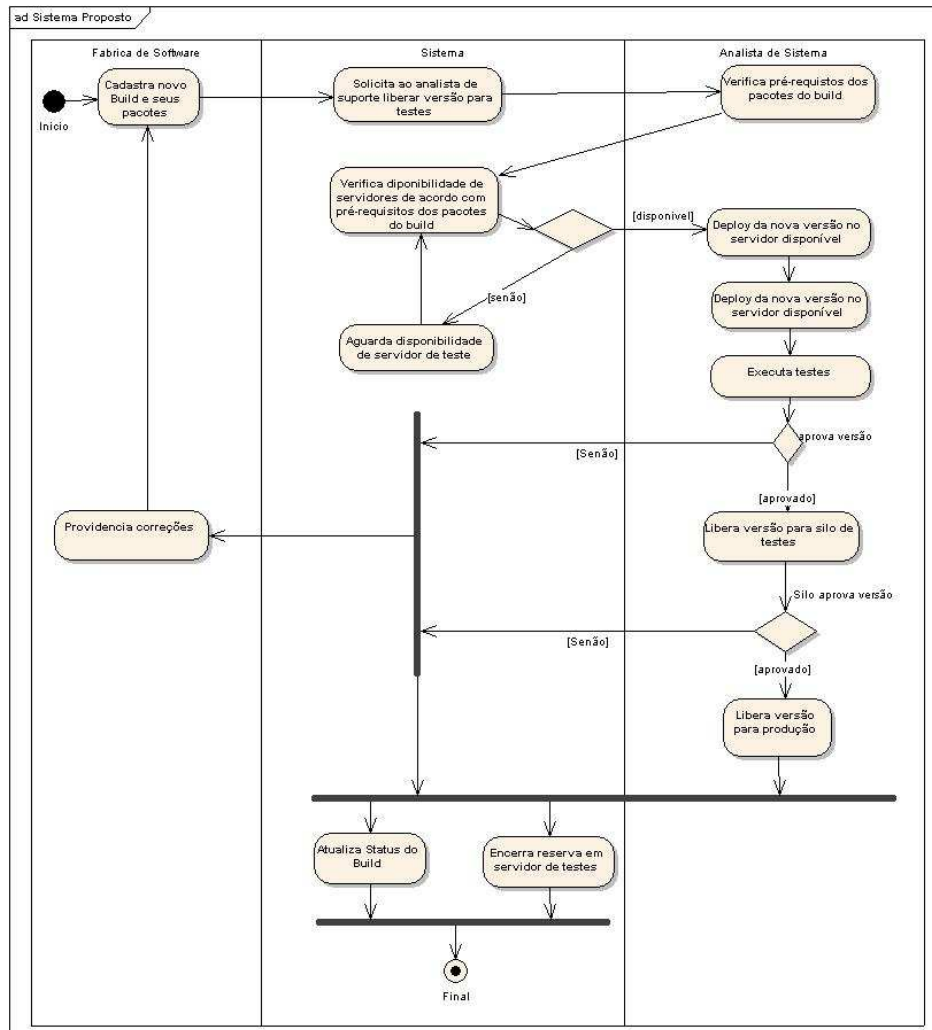 ad Sistema Proposto
Fabrica de Software
Sistema
Analista de Sistema
Inicio
Cadastra novo
Build e seus
pacotes
Solicita ao analista de
suporte liberar versão para
testes
Verifica pré-requistos dos
pacotes do build
Verifica diponibilidade de
servidores de acordo com
pré-requisitos dos pacotes
do build
[disponivel]
Deploy da nova versão no
servidor disponível
[senão]
Deploy da nova versão no
servidor disponível
Aguarda disponibilidade
de servidor de teste
Executa testes
aprova versão
[Senão]
[aprovado]
Providencia correções
Libera versão para silo de
testes
Silo aprova versão
[Senão]
[aprovado]
Libera versão
para produção
Atualiza Status do
Build
Encerra reserva em
servidor de testes
Final